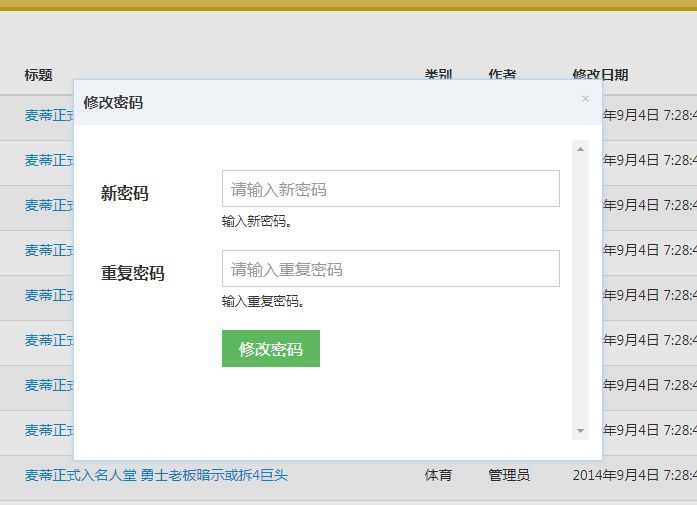 标题 类别 作者 修改日期
修改密码 ×
麦蒂正式 年9月4日 7:28:4
麦蒂正式 年9月4日 7:28:4
新密码 请输入新密码
麦蒂正式 年9月4日 7:28:4
输入新密码。
麦蒂正式 年9月4日 7:28:4
重复密码 请输入重复密码
麦蒂正式 年9月4日 7:28:4
输入重复密码。
麦蒂正式 年9月4日 7:28:4
修改密码
麦蒂正式 年9月4日 7:28:4
麦蒂正式 年9月4日 7:28:4
麦蒂正式入名人堂 勇士老板暗示或拆4巨头 体育 管理员 2014年9月4日 7:28:4